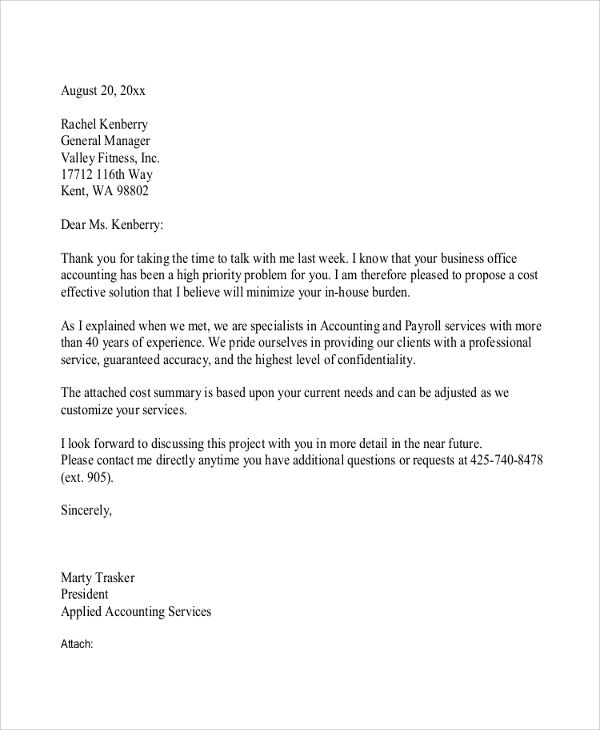 August 20, 20xx
Rachel Kenberry
General Manager
Valley Fitness, Inc.
17712 116th Way
Kent, WA 98802
Dear Ms. Kenberry:
Thank you for taking the time to talk with me last week. I know that your business office
accounting has been a high priority problem for you. I am therefore pleased to propose a cost
effective solution that I believe will minimize your in-house burden.
As I explained when we met, we are specialists in Accounting and Payroll services with more
than 40 years of experience. We pride ourselves in providing our clients with a professional
service, guaranteed accuracy, and the highest level of confidentiality.
The attached cost summary is based upon your current needs and can be adjusted as we
customize your services.
I look forward to discussing this project with you in more detail in the near future.
Please contact me directly anytime you have additional questions or requests at 425-740-8478
(ext. 905).
Sincerely,
Marty Trasker
President
Applied Accounting Services
Attach: